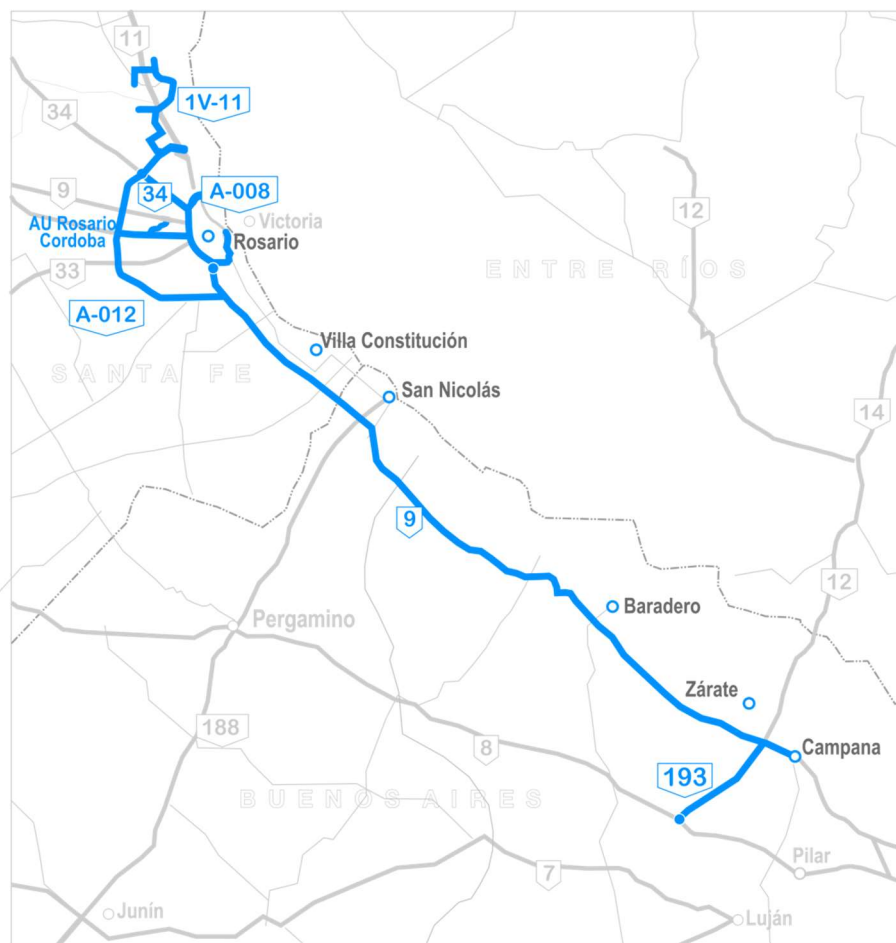 11
1V-11
34
9
34
A-008
12
AU Rosario
Cordoba
Victoria
Rosario
33
ENTRE RÍOS
A-012
Villa Constitución
SANTA FE
San Nicolás
14
9
12
Baradero
Pergamino
Zárate
188
8
Campana
193
BUENOS AIRES
7
Pilar
Junín
Luján